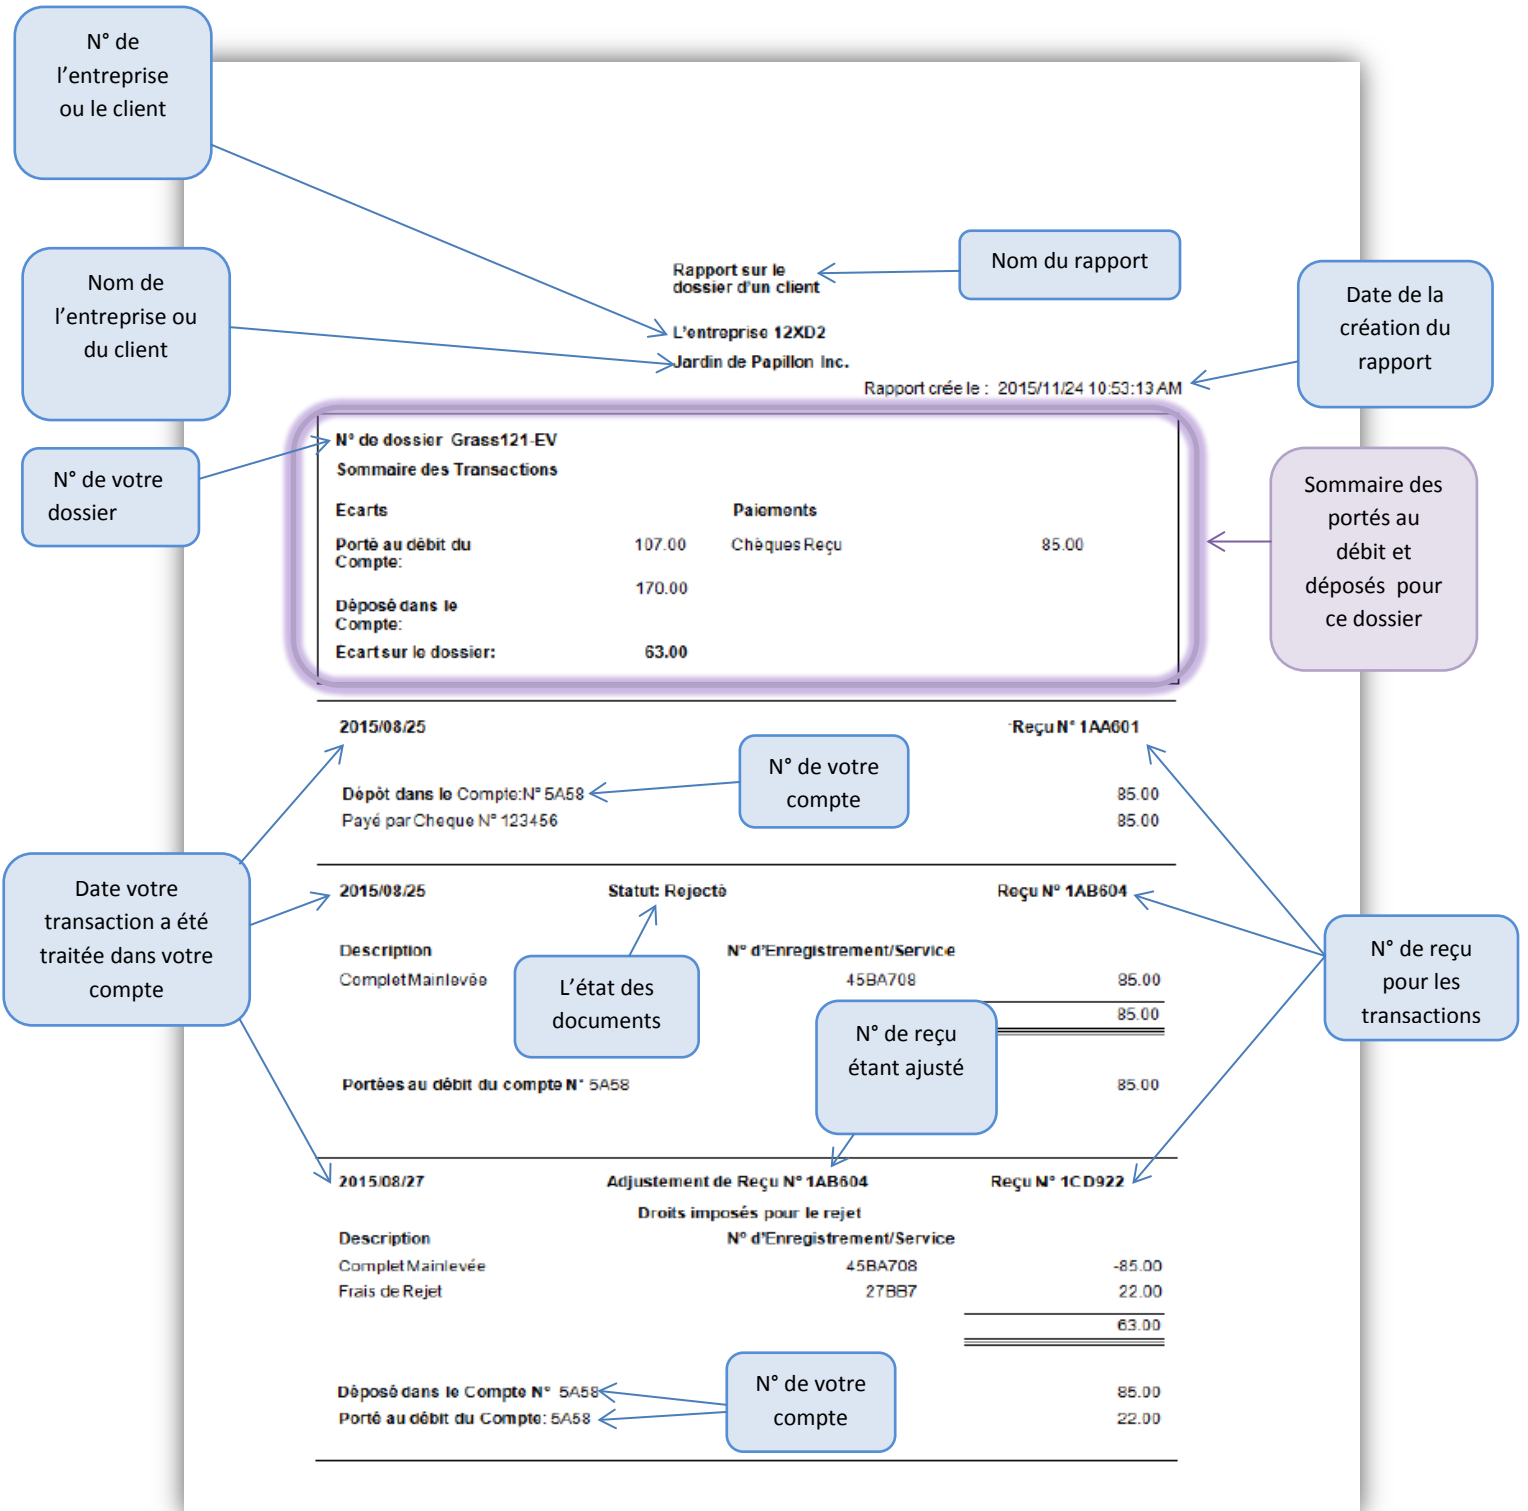 N° de
l'entreprise
ou le client
Nom du rapport
Rapport sur le
dossier d'un client
Nom de
l'entreprise ou
du client
Date de la
création du
rapport
L'entreprise 12XD2
Jardin de Papillon Inc.
Rapport crée le : 2015/11/24 10:53:13 AM
N° de votre
dossier
N° de dossier Grass121-EV
Sommaire des Transactions
Ecarts Paiements
Porté au débit du
Compte: 107.00 Chèques Reçu 85.00
170.00
Déposé dans le
Compte:
Ecart sur le dossier: 63.00
Sommaire des
portés au
débit et
déposés pour
ce dossier
2015/08/25 Reçu N° 1AA601
N° de votre
compte
Dépôt dans le Compte:N° 5A58 85.00
Payé par Cheque N° 123456 85.00
Date votre
transaction a été
traitée dans votre
compte
2015/08/25 Statut: Rejecté Reçu N° 1AB604
Description N° d'Enregistrement/Service
Complet Mainlevée 45BA708 85.00
85.00
L'état des
documents
N° de reçu
étant ajusté
N° de reçu
pour les
transactions
Portées au débit du compte N° 5A58 85.00
2015/08/27 Adjustement de Reçu N° 1AB604 Reçu N° 1CD922
Droits imposés pour le rejet
Description N° d'Enregistrement/Service
Complet Mainlevée 45BA708 -85.00
Frais de Rejet 27BB7 22.00
63.00
N° de votre
compte
Déposé dans le Compte N° 5A58 85.00
Porté au débit du Compte: 5A58 22.00